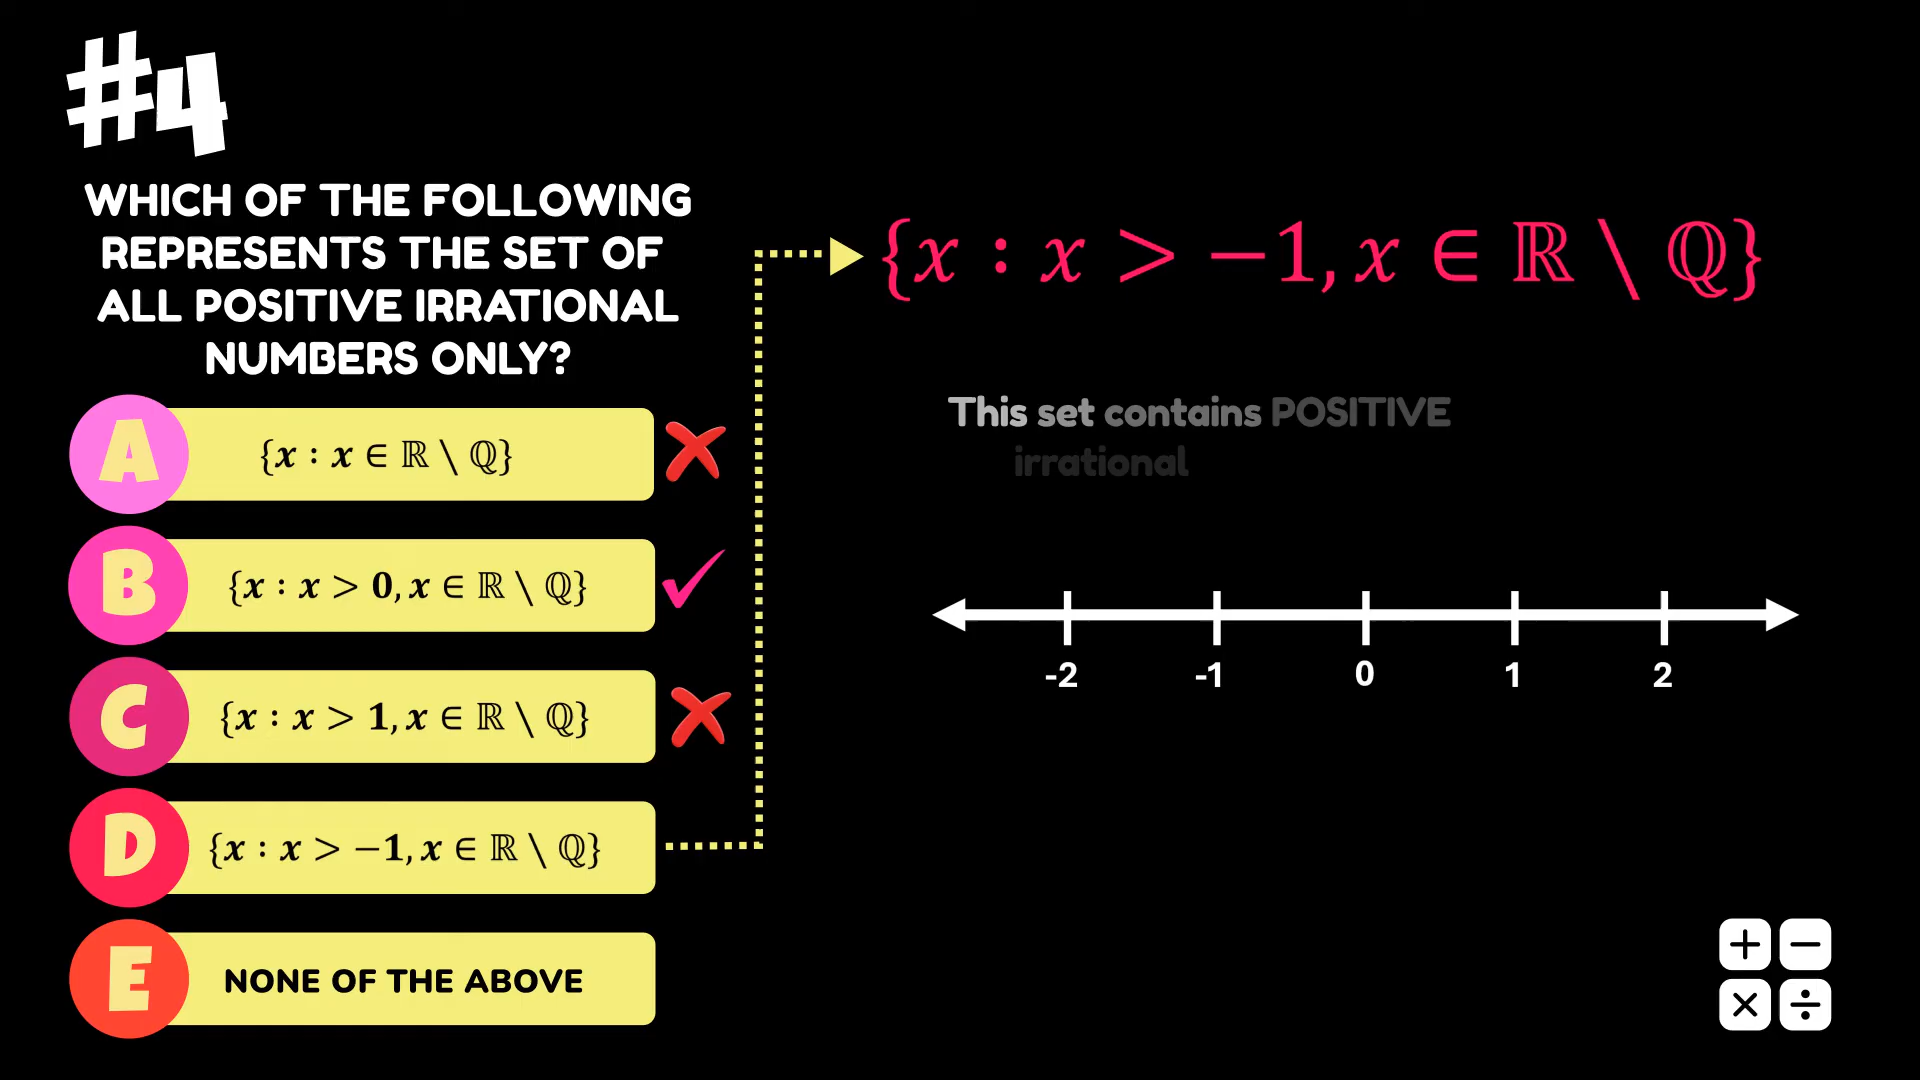 #4
WHICH OF THE FOLLOWING
REPRESENTS THE SET OF
ALL POSITIVE IRRATIONAL
NUMBERS ONLY?
A {x : x ∈ ℝ \ ℚ}
B {x : x > 0, x ∈ ℝ \ ℚ}
C {x : x > 1, x ∈ ℝ \ ℚ}
D {x : x > −1, x ∈ ℝ \ ℚ}
E NONE OF THE ABOVE
{x : x > −1, x ∈ ℝ \ ℚ}
This set contains POSITIVE
irrational
-2 -1 0 1 2
+ −
× ÷